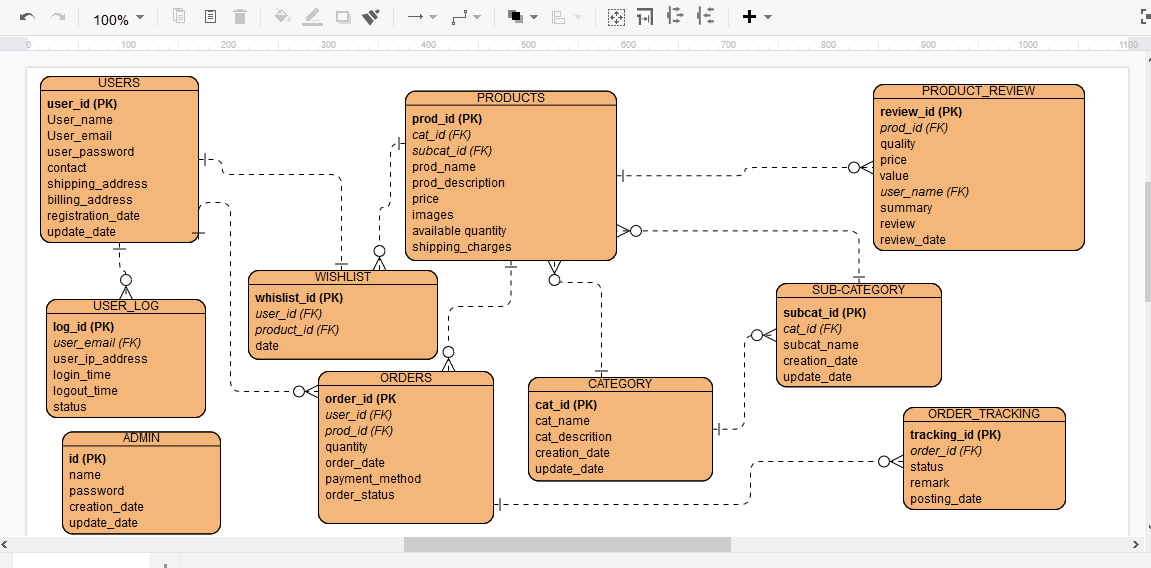 100%
0 100 200 300 400 500 600 700 800 900 1000 1100
USERS
user_id (PK)
User_name
User_email
user_password
contact
shipping_address
billing_address
registration_date
update_date
PRODUCTS
prod_id (PK)
cat_id (FK)
subcat_id (FK)
prod_name
prod_description
price
images
available quantity
shipping_charges
PRODUCT_REVIEW
review_id (PK)
prod_id (FK)
quality
price
value
user_name (FK)
summary
review
review_date
WISHLIST
whislist_id (PK)
user_id (FK)
product_id (FK)
date
SUB-CATEGORY
subcat_id (PK)
cat_id (FK)
subcat_name
creation_date
update_date
USER_LOG
log_id (PK)
user_email (FK)
user_ip_address
login_time
logout_time
status
ORDERS
order_id (PK
user_id (FK)
prod_id (FK)
quantity
order_date
payment_method
order_status
CATEGORY
cat_id (PK)
cat_name
cat_descrition
creation_date
update_date
ORDER_TRACKING
tracking_id (PK)
order_id (FK)
status
remark
posting_date
ADMIN
id (PK)
name
password
creation_date
update_date